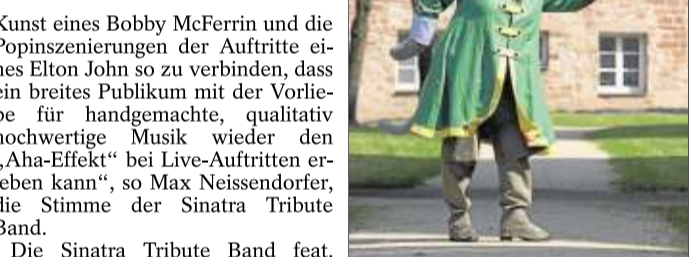 Kunst eines Bobby McFerrin und die
Popinszenierungen der Auftritte ei-
nes Elton John so zu verbinden, dass
ein breites Publikum mit der Vorlie-
be für handgemachte, qualitativ
hochwertige Musik wieder den
„Aha-Effekt“ bei Live-Auftritten er-
leben kann“, so Max Neissendorfer,
die Stimme der Sinatra Tribute
Band.
Die Sinatra Tribute Band feat.